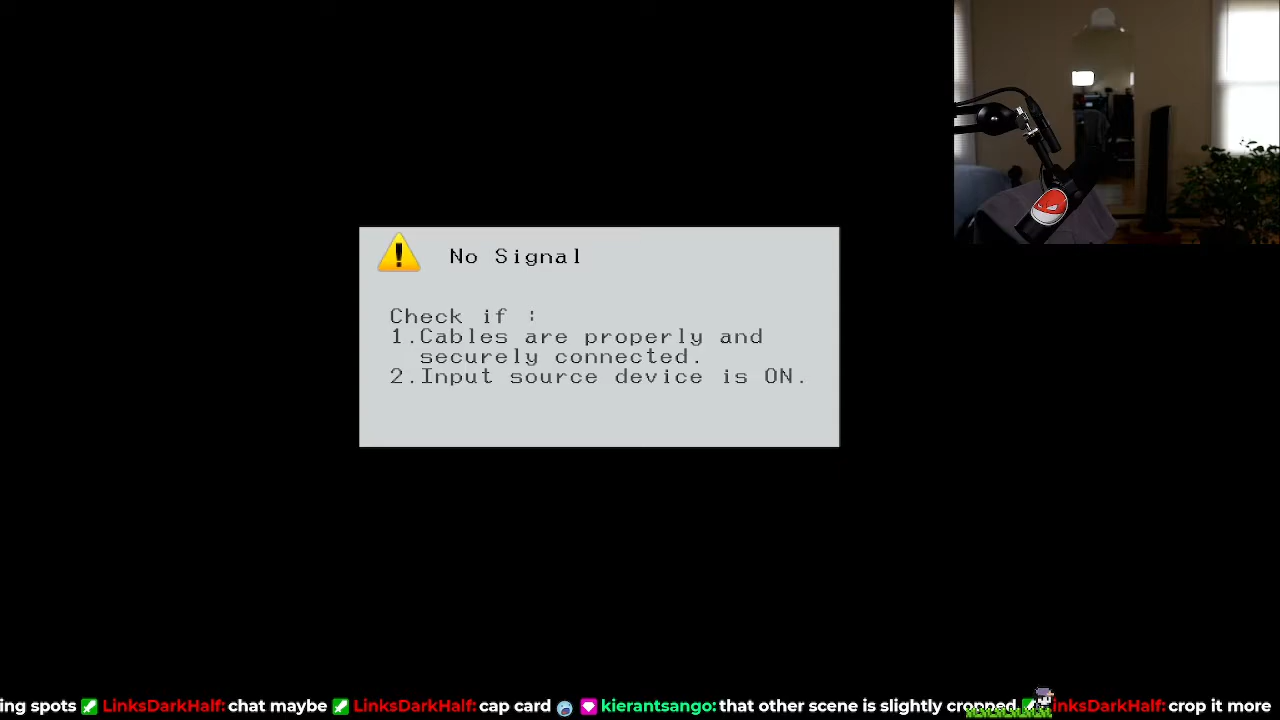 No Signal
Check if :
1.Cables are properly and
securely connected.
2.Input source device is ON.
ing spots LinksDarkHalf: chat maybe LinksDarkHalf: cap card kierantsango: that other scene is slightly cropped inksDarkHalf: crop it more